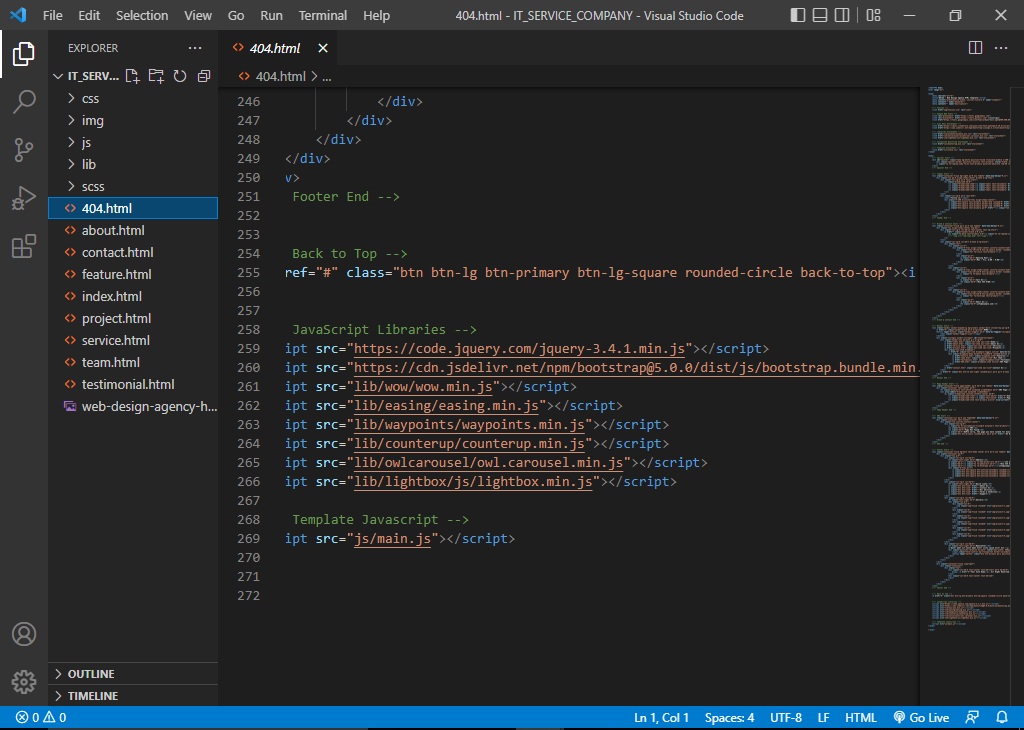 File Edit Selection View Go Run Terminal Help 404.html - IT_SERVICE_COMPANY - Visual Studio Code
EXPLORER
IT_SERV...
css
img
js
lib
scss
404.html
about.html
contact.html
feature.html
index.html
project.html
service.html
team.html
testimonial.html
web-design-agency-h...
OUTLINE
TIMELINE
404.html
404.html > ...
246 </div>
247 </div>
248 </div>
249 </div>
250 v>
251 Footer End -->
252
253
254 Back to Top -->
255 ref="#" class="btn btn-lg btn-primary btn-lg-square rounded-circle back-to-top"><i
256
257
258 JavaScript Libraries -->
259 ipt src="https://code.jquery.com/jquery-3.4.1.min.js"></script>
260 ipt src="https://cdn.jsdelivr.net/npm/bootstrap@5.0.0/dist/js/bootstrap.bundle.min.
261 ipt src="lib/wow/wow.min.js"></script>
262 ipt src="lib/easing/easing.min.js"></script>
263 ipt src="lib/waypoints/waypoints.min.js"></script>
264 ipt src="lib/counterup/counterup.min.js"></script>
265 ipt src="lib/owlcarousel/owl.carousel.min.js"></script>
266 ipt src="lib/lightbox/js/lightbox.min.js"></script>
267
268 Template Javascript -->
269 ipt src="js/main.js"></script>
270
271
272
0 0 Ln 1, Col 1 Spaces: 4 UTF-8 LF HTML Go Live